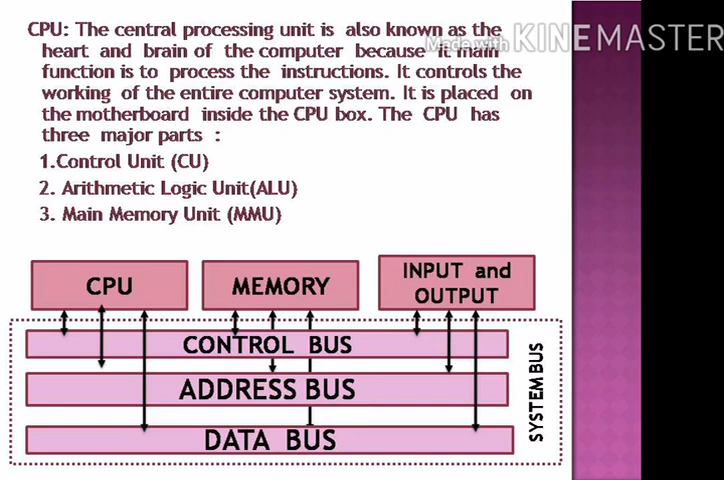 CPU: The central processing unit is also known as the
heart and brain of the computer because it main
Made with KINEMASTER
function is to process the instructions. It controls the
working of the entire computer system. It is placed on
the motherboard inside the CPU box. The CPU has
three major parts :
1.Control Unit (CU)
2. Arithmetic Logic Unit(ALU)
3. Main Memory Unit (MMU)
CPU
MEMORY
INPUT and
OUTPUT
CONTROL BUS
ADDRESS BUS
DATA BUS
SYSTEM BUS